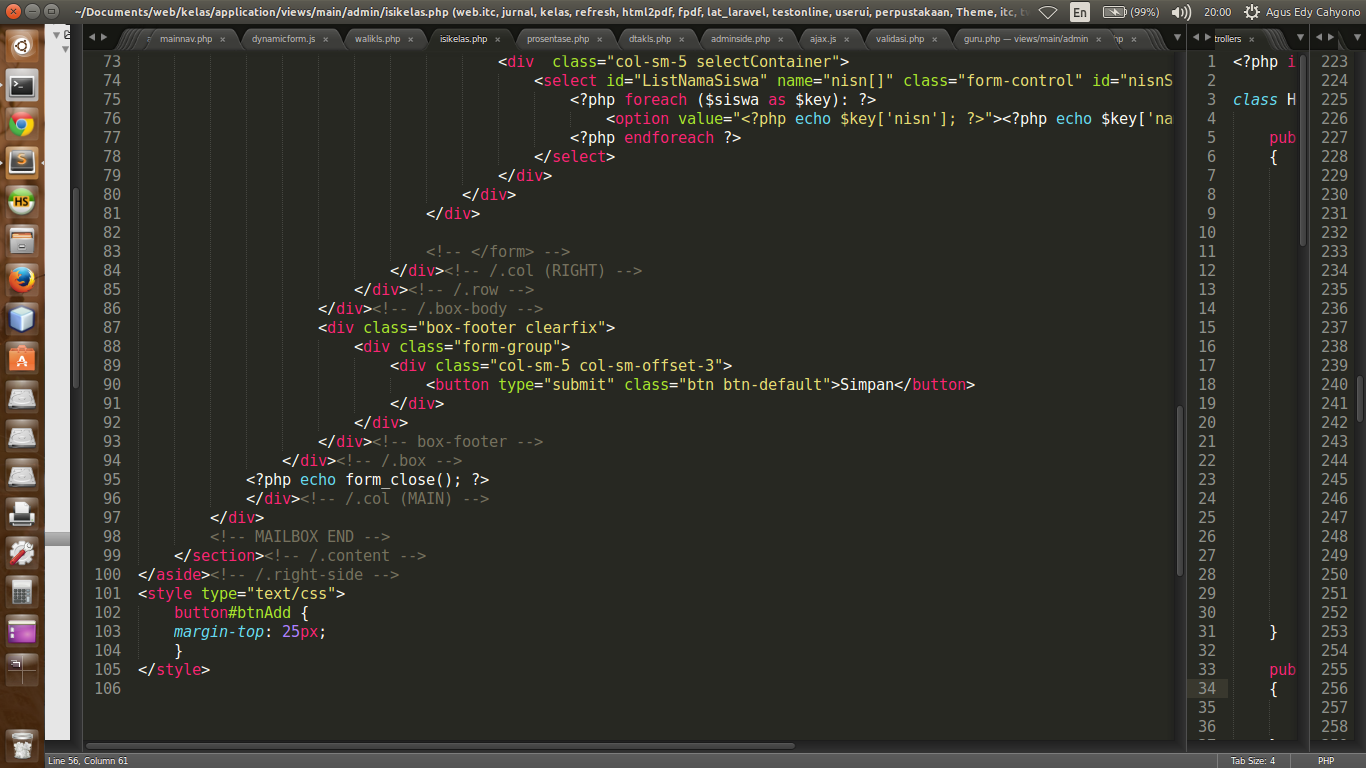 ~/Documents/web/kelas/application/views/main/admin/isikelas.php (web.itc, jurnal, kelas, refresh, html2pdf, fpdf, lat_laravel, testonline, userui, perpustakaan, Theme, itc,
En (99%) 20:00 Agus Edy Cahyono
mainnav.php dynamicform.js walikls.php isikelas.php prosentase.php dtakls.php adminside.php ajax.js validasi.php guru.php — views/main/admin
73 <div  class="col-sm-5 selectContainer">
74 <select id="ListNamaSiswa" name="nisn[]" class="form-control" id="nisnS
75 <?php foreach ($siswa as $key): ?>
76 <option value="<?php echo $key['nisn']; ?>"><?php echo $key['na
77 <?php endforeach ?>
78 </select>
79 </div>
80 </div>
81 </div>
82
83 <!-- </form> -->
84 </div><!-- /.col (RIGHT) -->
85 </div><!-- /.row -->
86 </div><!-- /.box-body -->
87 <div class="box-footer clearfix">
88 <div class="form-group">
89 <div class="col-sm-5 col-sm-offset-3">
90 <button type="submit" class="btn btn-default">Simpan</button>
91 </div>
92 </div>
93 </div><!-- box-footer -->
94 </div><!-- /.box -->
95 <?php echo form_close(); ?>
96 </div><!-- /.col (MAIN) -->
97 </div>
98 <!-- MAILBOX END -->
99 </section><!-- /.content -->
100 </aside><!-- /.right-side -->
101 <style type="text/css">
102 button#btnAdd {
103 margin-top: 25px;
104 }
105 </style>
106
trollers
1 <?php i
2
3 class H
4
5 pub
6 {
7
8
9
10
11
12
13
14
15
16
17
18
19
20
21
22
23
24
25
26
27
28
29
30
31 }
32
33 pub
34 {
35
36
223
224
225
226
227
228
229
230
231
232
233
234
235
236
237
238
239
240
241
242
243
244
245
246
247
248
249
250
251
252
253
254
255
256
257
258
HS
Line 56, Column 61 Tab Size: 4 PHP